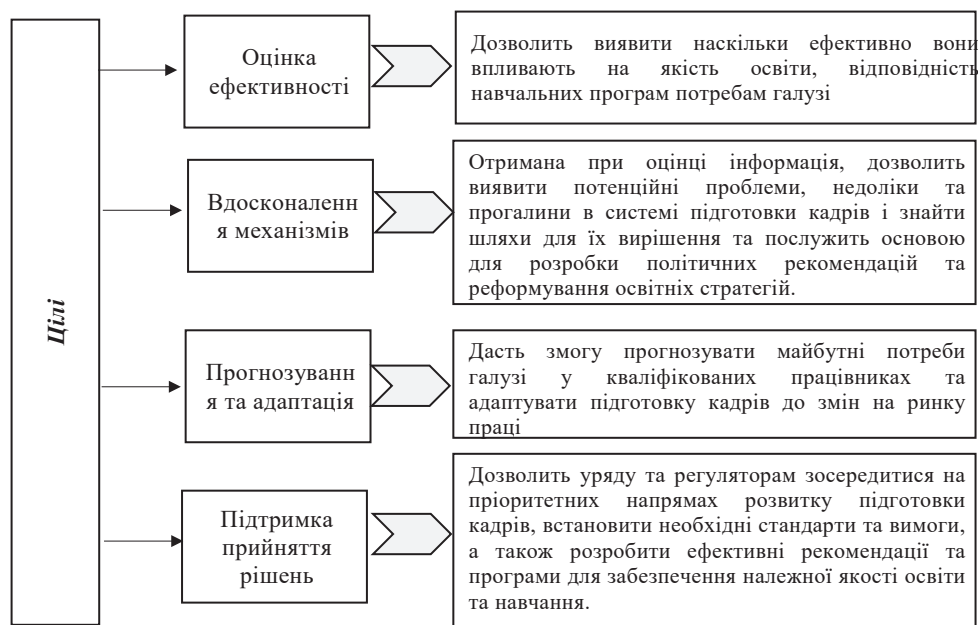 Цілі
Оцінка
ефективності
Дозволить виявити наскільки ефективно вони
впливають на якість освіти, відповідність
навчальних програм потребам галузі
Вдосконаленн
я механізмів
Отримана при оцінці інформація, дозволить
виявити потенційні проблеми, недоліки та
прогалини в системі підготовки кадрів і знайти
шляхи для їх вирішення та послужить основою
для розробки політичних рекомендацій та
реформування освітніх стратегій.
Прогнозуванн
я та адаптація
Дасть змогу прогнозувати майбутні потреби
галузі у кваліфікованих працівниках та
адаптувати підготовку кадрів до змін на ринку
праці
Підтримка
прийняття
рішень
Дозволить уряду та регуляторам зосередитися на
пріоритетних напрямах розвитку підготовки
кадрів, встановити необхідні стандарти та вимоги,
а також розробити ефективні рекомендації та
програми для забезпечення належної якості освіти
та навчання.